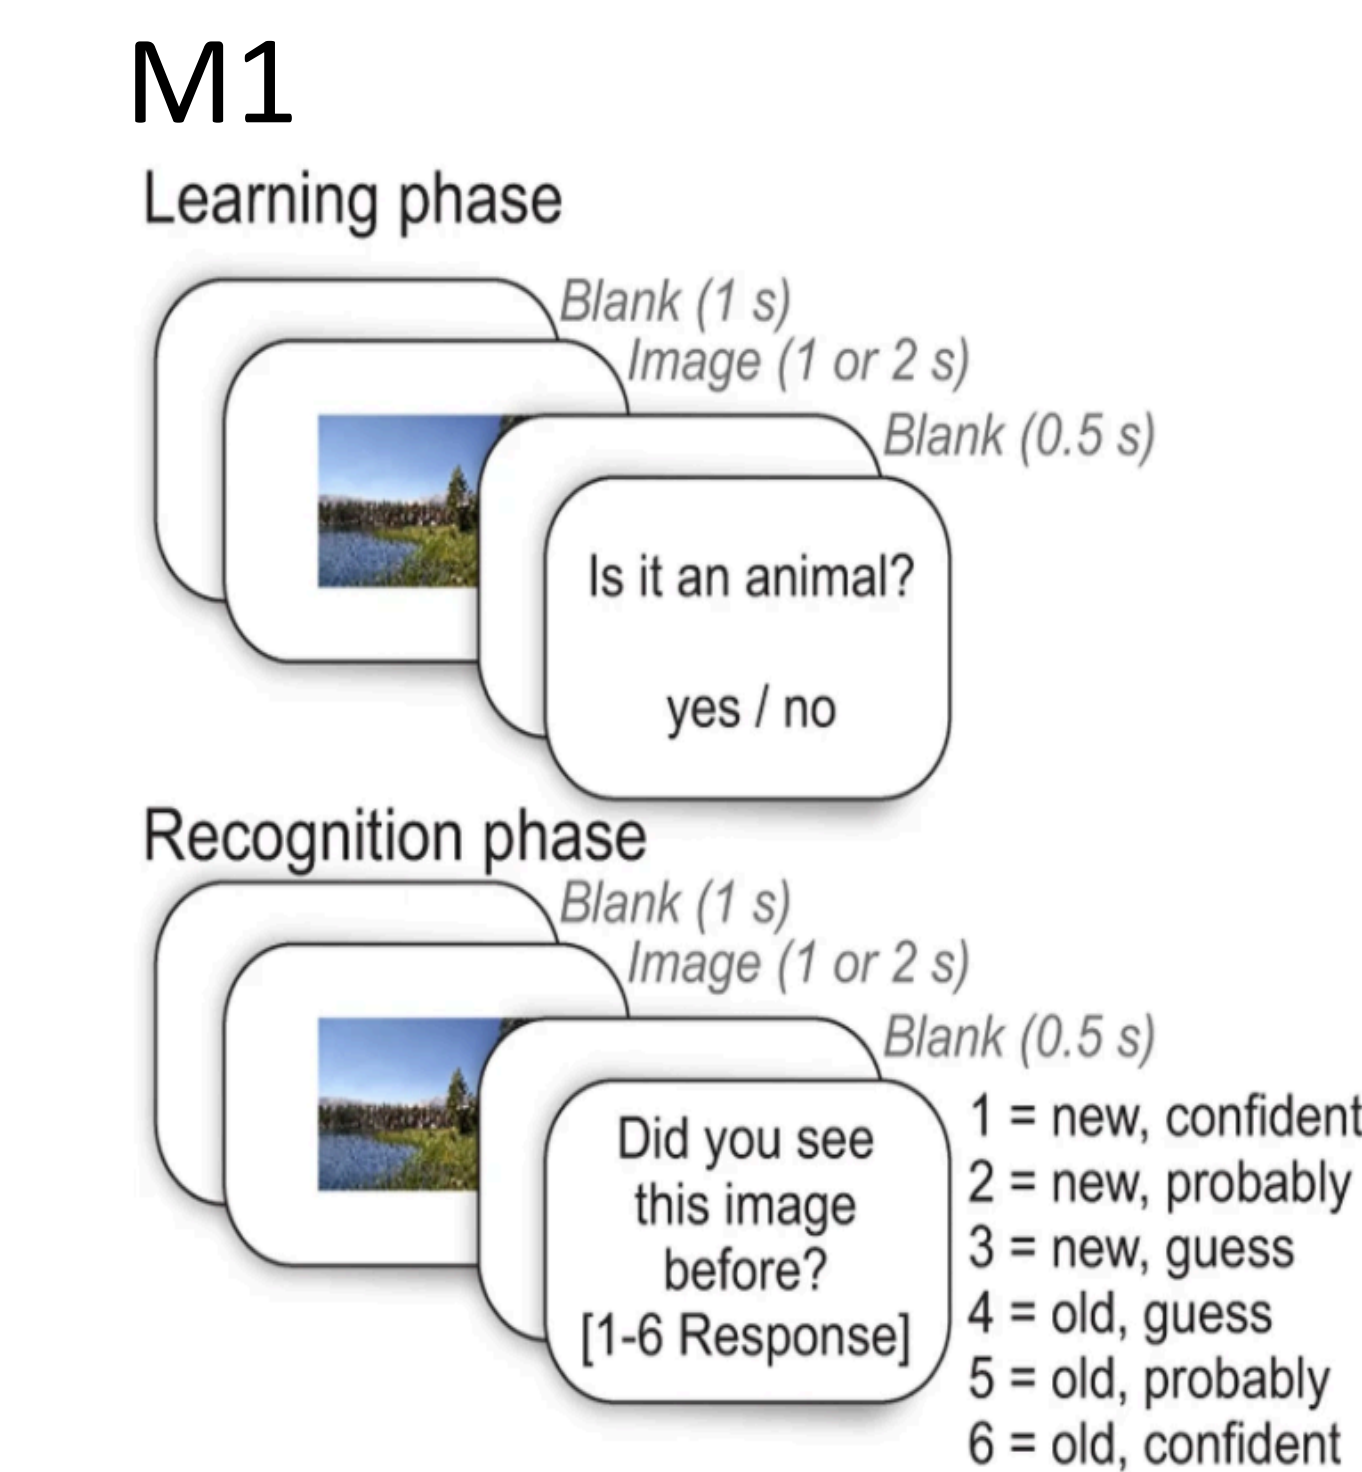 M1
Learning phase
Blank (1 s)
Image (1 or 2 s)
Blank (0.5 s)
Is it an animal?
yes / no
Recognition phase
Blank (1 s)
Image (1 or 2 s)
Blank (0.5 s)
Did you see
this image
before?
[1-6 Response]
1 = new, confident
2 = new, probably
3 = new, guess
4 = old, guess
5 = old, probably
6 = old, confident